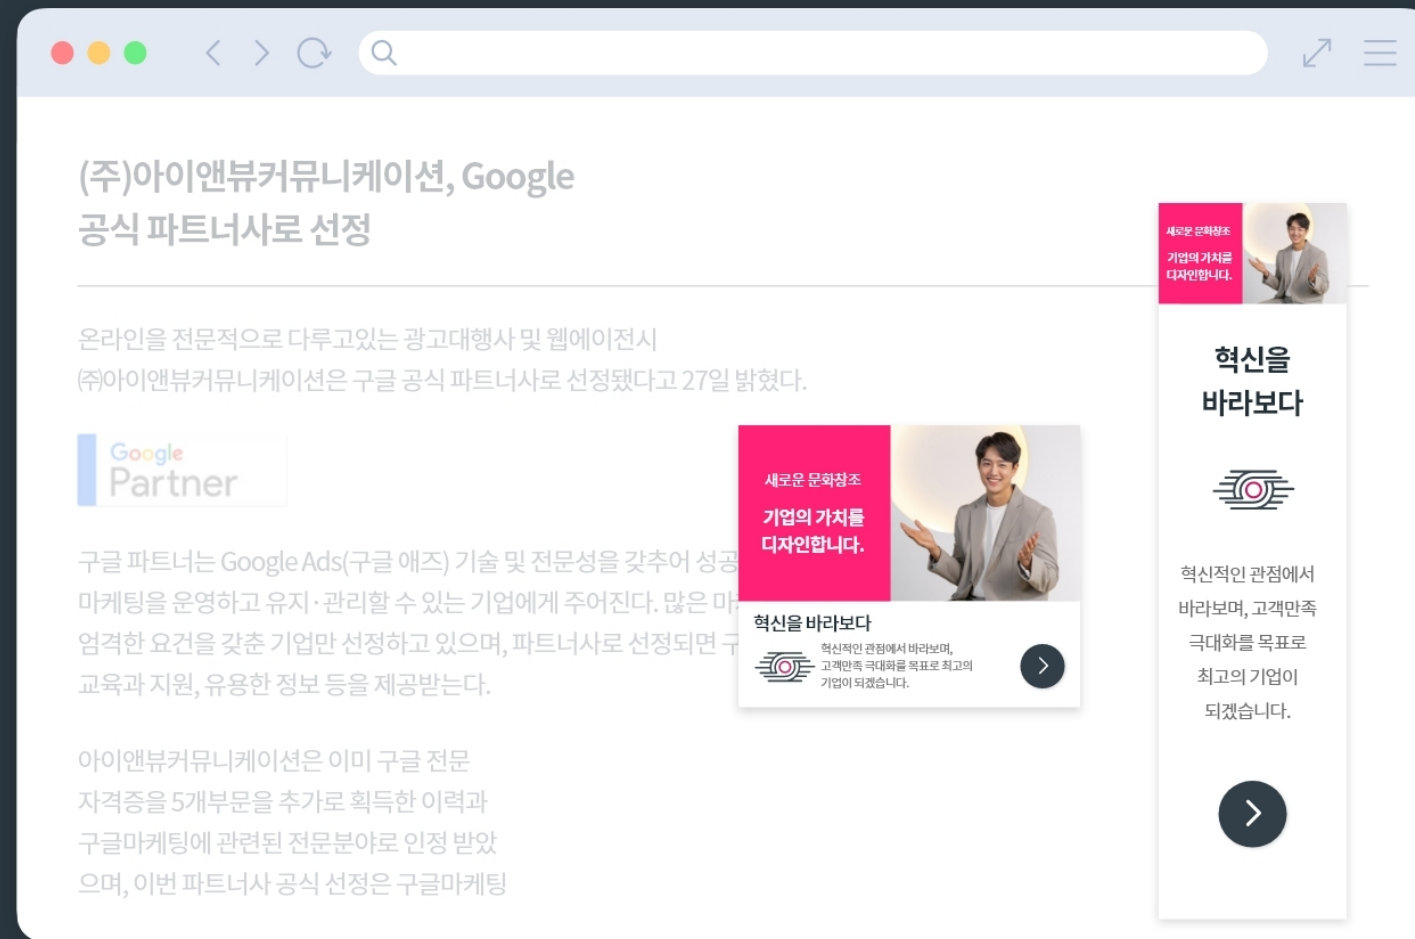 (주)아이앤뷰커뮤니케이션, Google
공식 파트너사로 선정
온라인을 전문적으로 다루고있는 광고대행사 및 웹에이전시
㈜아이앤뷰커뮤니케이션은 구글 공식 파트너사로 선정됐다고 27일 밝혔다.
Google
Partner
구글 파트너는 Google Ads(구글 애즈) 기술 및 전문성을 갖추어 성공
마케팅을 운영하고 유지·관리할 수 있는 기업에게 주어진다. 많은
엄격한 요건을 갖춘 기업만 선정하고 있으며, 파트너사로 선정되면
교육과 지원, 유용한 정보 등을 제공받는다.
아이앤뷰커뮤니케이션은 이미 구글 전문
자격증을 5개부문을 추가로 획득한 이력과
구글마케팅에 관련된 전문분야로 인정 받았
으며, 이번 파트너사 공식 선정은 구글마케팅
새로운 문화창조
기업의 가치를
디자인합니다.
혁신을 바라보다
혁신적인 관점에서 바라보며,
고객만족 극대화를 목표로 최고의
기업이 되겠습니다.
새로운 문화창조
기업의 가치를
디자인합니다.
혁신을
바라보다
혁신적인 관점에서
바라보며, 고객만족
극대화를 목표로
최고의 기업이
되겠습니다.